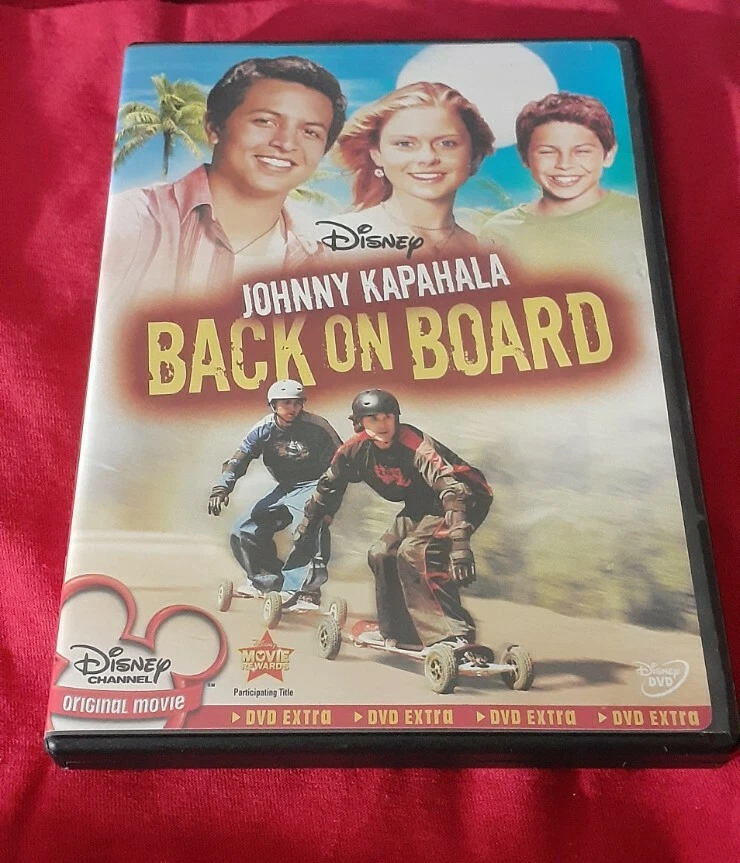 Disney
JOHNNY KAPAHALA
BACK ON BOARD
Disney
CHANNEL
ORIGINAL MOVIE
Disney
MOVIE
REWARDS
Participating Title
Disney
DVD
DVD EXTRA DVD EXTRA DVD EXTRA DVD EXTRA